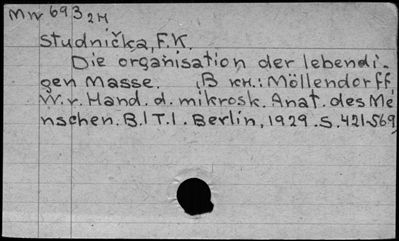 Mw 693 2H
Studnička, F.K.
Die organisation der lebendi-
gen Masse. B кн.: Möllendorff,
W.v. Hand. d. mikrosk. Anat. des Me
nschen. B.I T.I. Berlin, 1929. S. 421-569